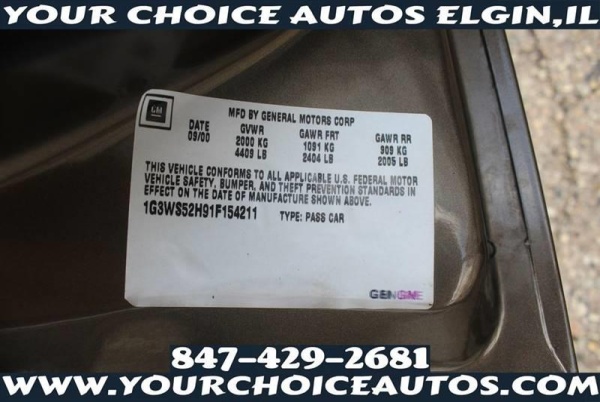 YOUR CHOICE AUTOS ELGIN,IL
GM
MFD BY GENERAL MOTORS CORP
DATE GVWR GAWR FRT GAWR RR
09/00 2000 KG 1091 KG 909 KG
4409 LB 2404 LB 2005 LB
THIS VEHICLE CONFORMS TO ALL APPLICABLE U.S. FEDERAL MOTOR
VEHICLE SAFETY, BUMPER, AND THEFT PREVENTION STANDARDS IN
EFFECT ON THE DATE OF MANUFACTURE SHOWN ABOVE.
1G3WS52H91F154211 TYPE: PASS CAR
847-429-2681
WWW.YOURCHOICEAUTOS.COM